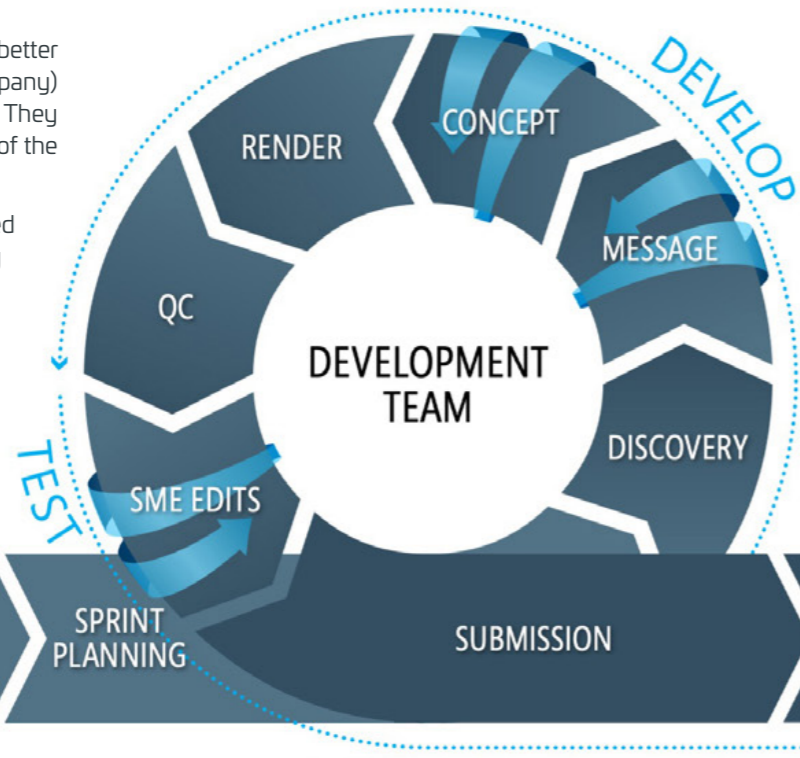 better
pany)
They
of the
ed
DEVELOP
CONCEPT
RENDER
MESSAGE
QC
DEVELOPMENT
TEAM
DISCOVERY
TEST
SME EDITS
SPRINT
PLANNING
SUBMISSION